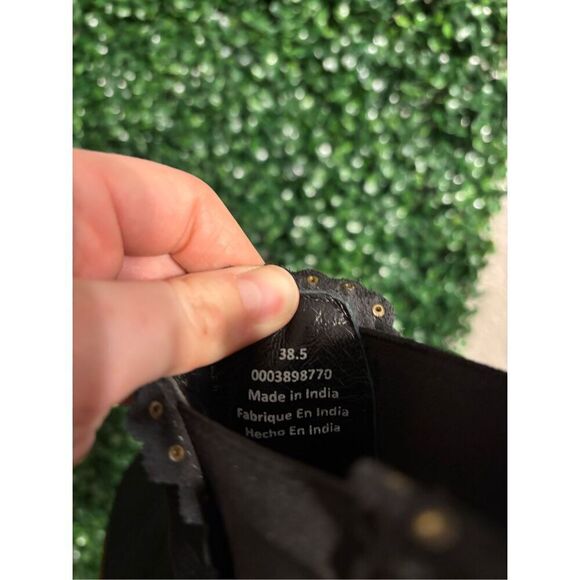 38.5
0003898770
Made in India
Fabrique En India
Hecho En India